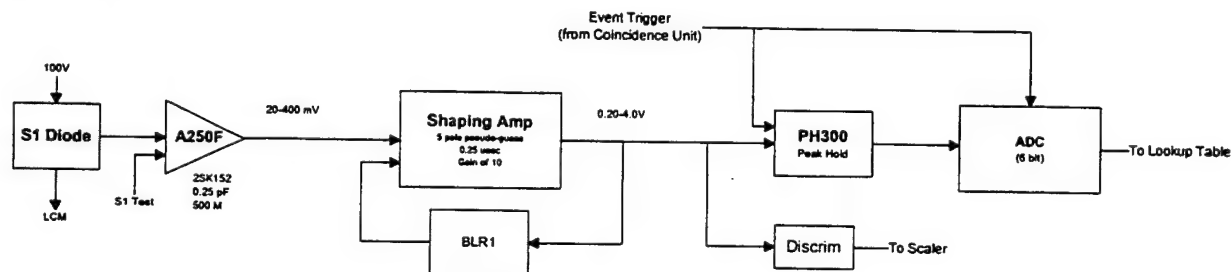 Event Trigger
(from Coincidence Unit)
100V
S1 Diode
LCM
S1 Test
A250F
2SK152
0.25 pF
500 M
20-400 mV
Shaping Amp
5 pole pseudo-guass
0.25 usec
Gain of 10
BLR1
0.20-4.0V
PH300
Peak Hold
Discrim
To Scaler
ADC
(6 bit)
To Lookup Table